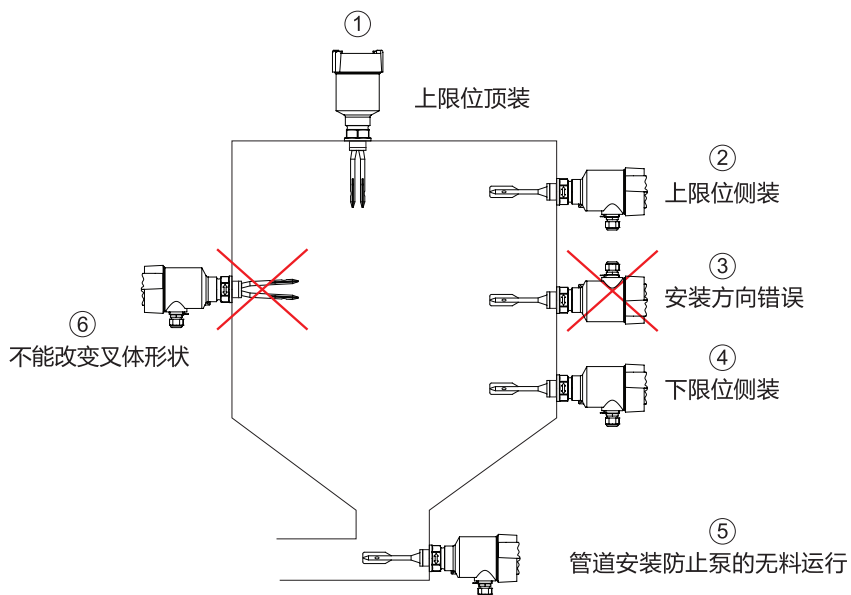 ①
上限位顶装
②
上限位侧装
③
安装方向错误
⑥
不能改变叉体形状
④
下限位侧装
⑤
管道安装防止泵的无料运行